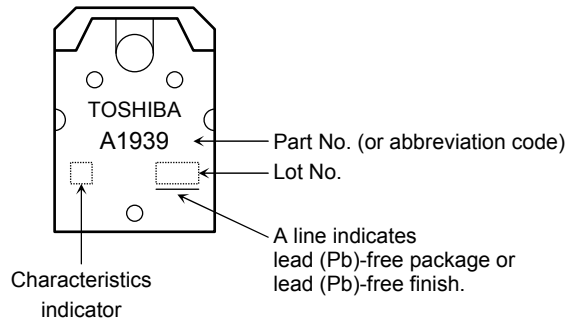 TOSHIBA
A1939
Part No. (or abbreviation code)
Lot No.
A line indicates
lead (Pb)-free package or
lead (Pb)-free finish.
Characteristics
indicator